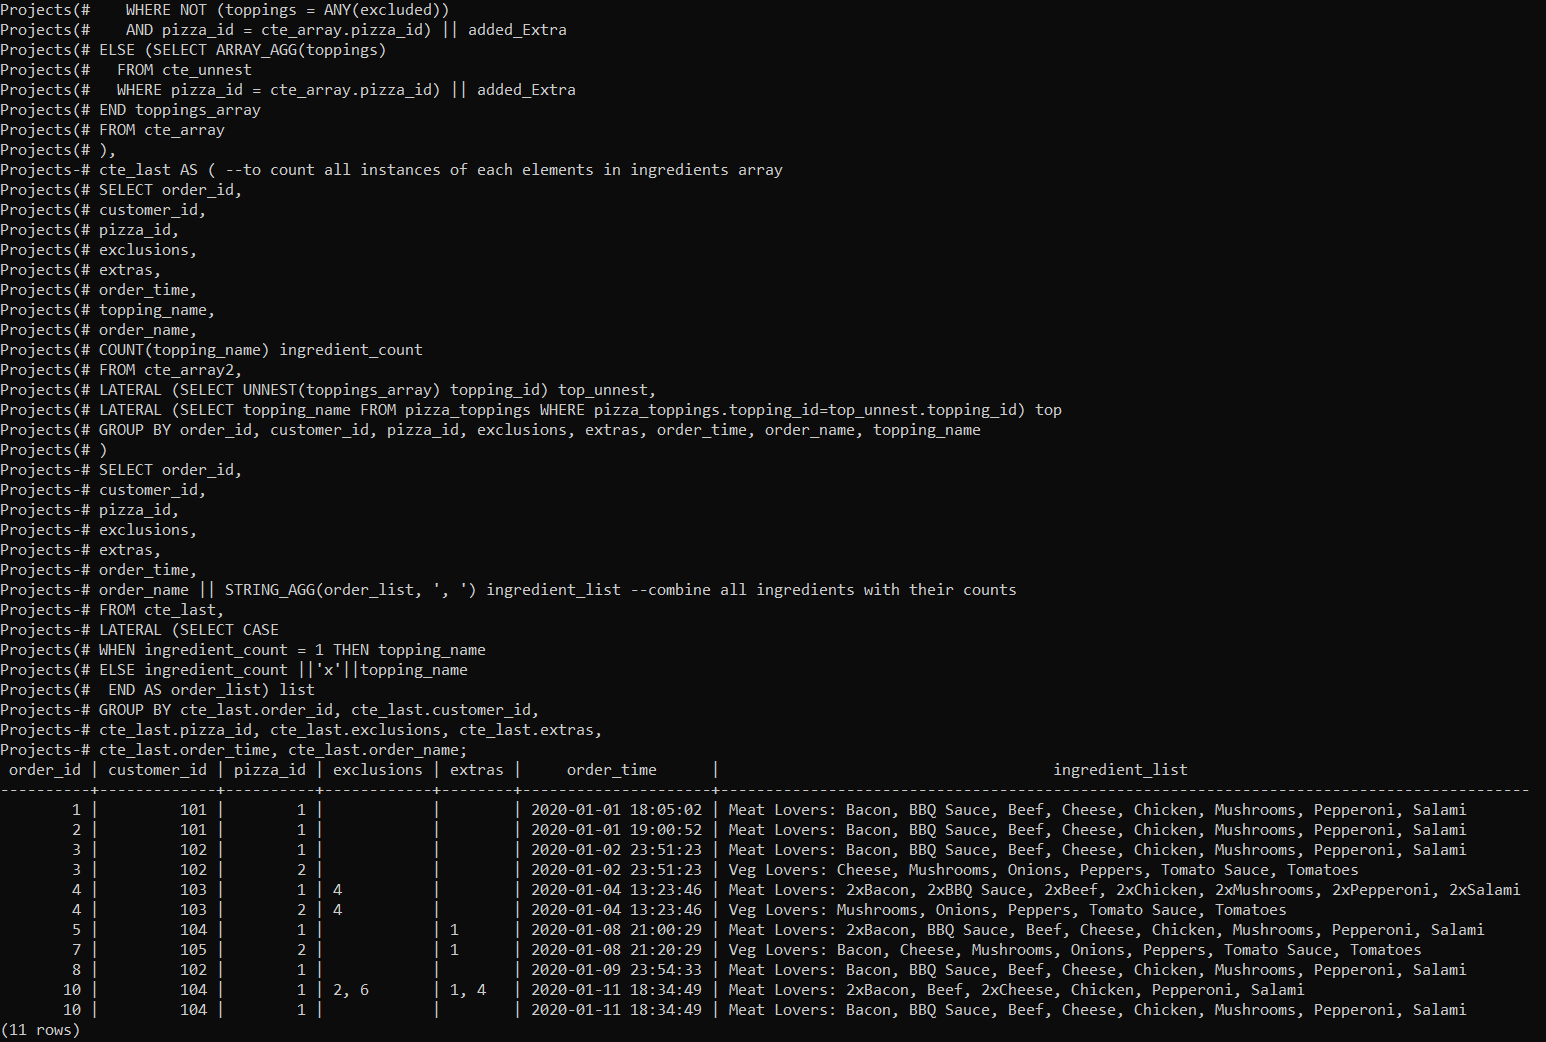 Projects(#    WHERE NOT (toppings = ANY(excluded))
Projects(#    AND pizza_id = cte_array.pizza_id) || added_Extra
Projects(# ELSE (SELECT ARRAY_AGG(toppings)
Projects(#   FROM cte_unnest
Projects(#   WHERE pizza_id = cte_array.pizza_id) || added_Extra
Projects(# END toppings_array
Projects(# FROM cte_array
Projects(# ),
Projects-# cte_last AS ( --to count all instances of each elements in ingredients array
Projects(# SELECT order_id,
Projects(# customer_id,
Projects(# pizza_id,
Projects(# exclusions,
Projects(# extras,
Projects(# order_time,
Projects(# topping_name,
Projects(# order_name,
Projects(# COUNT(topping_name) ingredient_count
Projects(# FROM cte_array2,
Projects(# LATERAL (SELECT UNNEST(toppings_array) topping_id) top_unnest,
Projects(# LATERAL (SELECT topping_name FROM pizza_toppings WHERE pizza_toppings.topping_id=top_unnest.topping_id) top
Projects(# GROUP BY order_id, customer_id, pizza_id, exclusions, extras, order_time, order_name, topping_name
Projects(# )
Projects-# SELECT order_id,
Projects-# customer_id,
Projects-# pizza_id,
Projects-# exclusions,
Projects-# extras,
Projects-# order_time,
Projects-# order_name || STRING_AGG(order_list, ', ') ingredient_list --combine all ingredients with their counts
Projects-# FROM cte_last,
Projects-# LATERAL (SELECT CASE
Projects(# WHEN ingredient_count = 1 THEN topping_name
Projects(# ELSE ingredient_count ||'x'||topping_name
Projects(#  END AS order_list) list
Projects-# GROUP BY cte_last.order_id, cte_last.customer_id,
Projects-# cte_last.pizza_id, cte_last.exclusions, cte_last.extras,
Projects-# cte_last.order_time, cte_last.order_name;
 order_id | customer_id | pizza_id | exclusions | extras |     order_time      |                                     ingredient_list
----------+-------------+----------+------------+--------+---------------------+------------------------------------------------------------------------------------------
        1 |         101 |        1 |            |        | 2020-01-01 18:05:02 | Meat Lovers: Bacon, BBQ Sauce, Beef, Cheese, Chicken, Mushrooms, Pepperoni, Salami
        2 |         101 |        1 |            |        | 2020-01-01 19:00:52 | Meat Lovers: Bacon, BBQ Sauce, Beef, Cheese, Chicken, Mushrooms, Pepperoni, Salami
        3 |         102 |        1 |            |        | 2020-01-02 23:51:23 | Meat Lovers: Bacon, BBQ Sauce, Beef, Cheese, Chicken, Mushrooms, Pepperoni, Salami
        3 |         102 |        2 |            |        | 2020-01-02 23:51:23 | Veg Lovers: Cheese, Mushrooms, Onions, Peppers, Tomato Sauce, Tomatoes
        4 |         103 |        1 | 4          |        | 2020-01-04 13:23:46 | Meat Lovers: 2xBacon, 2xBBQ Sauce, 2xBeef, 2xChicken, 2xMushrooms, 2xPepperoni, 2xSalami
        4 |         103 |        2 | 4          |        | 2020-01-04 13:23:46 | Veg Lovers: Mushrooms, Onions, Peppers, Tomato Sauce, Tomatoes
        5 |         104 |        1 |            | 1      | 2020-01-08 21:00:29 | Meat Lovers: 2xBacon, BBQ Sauce, Beef, Cheese, Chicken, Mushrooms, Pepperoni, Salami
        7 |         105 |        2 |            | 1      | 2020-01-08 21:20:29 | Veg Lovers: Bacon, Cheese, Mushrooms, Onions, Peppers, Tomato Sauce, Tomatoes
        8 |         102 |        1 |            |        | 2020-01-09 23:54:33 | Meat Lovers: Bacon, BBQ Sauce, Beef, Cheese, Chicken, Mushrooms, Pepperoni, Salami
       10 |         104 |        1 | 2, 6       | 1, 4   | 2020-01-11 18:34:49 | Meat Lovers: 2xBacon, Beef, 2xCheese, Chicken, Pepperoni, Salami
       10 |         104 |        1 |            |        | 2020-01-11 18:34:49 | Meat Lovers: Bacon, BBQ Sauce, Beef, Cheese, Chicken, Mushrooms, Pepperoni, Salami
(11 rows)